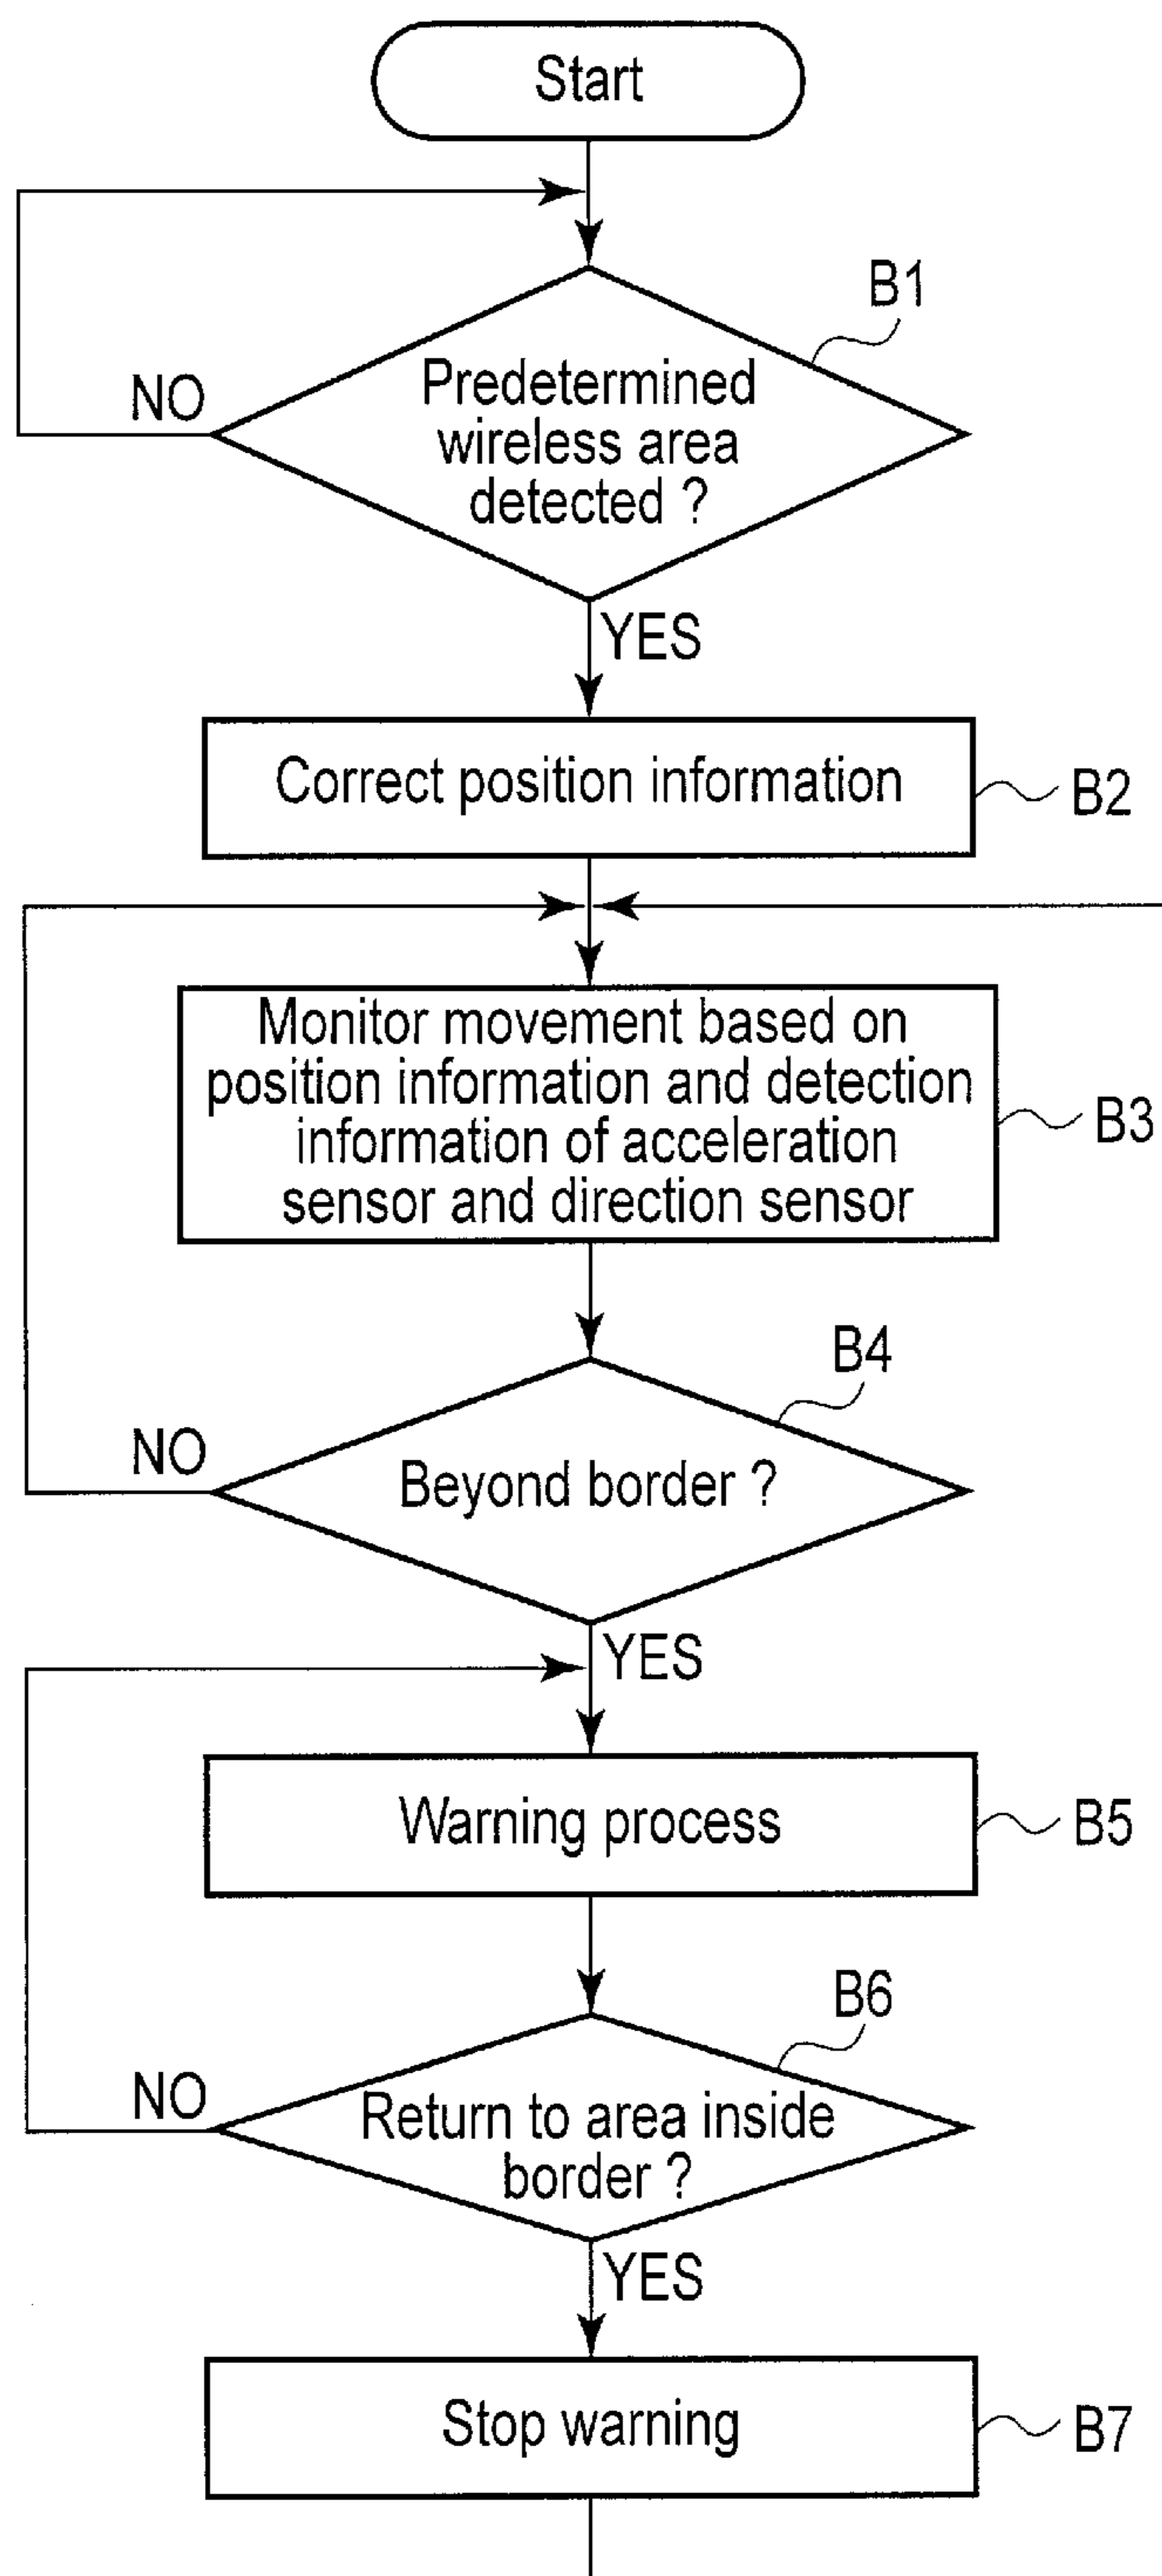 Start
B1
Predetermined
wireless area
detected ?
NO
YES
Correct position information
B2
Monitor movement based on
position information and detection
information of acceleration
sensor and direction sensor
B3
B4
Beyond border ?
NO
YES
Warning process
B5
B6
Return to area inside
border ?
NO
YES
Stop warning
B7